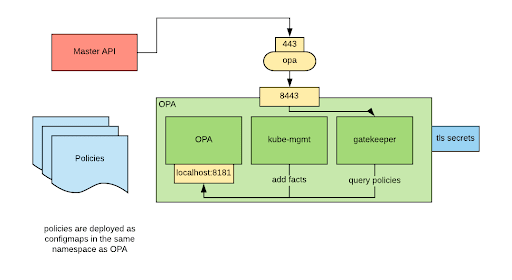 Master API
443
opa
8443
OPA
OPA
kube-mgmt
gatekeeper
tls secrets
Policies
localhost:8181
add facts
query policies
policies are deployed as
configmaps in the same
namespace as OPA